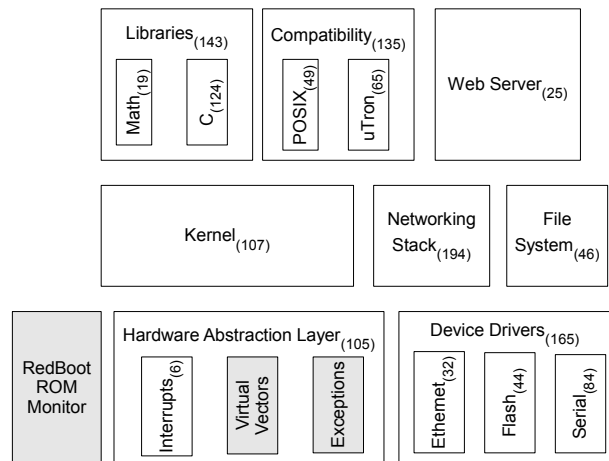 Libraries(143)
Math(19)
C(124)
Compatibility(135)
POSIX(49)
uTron(65)
Web Server(25)
Kernel(107)
Networking
Stack(194)
File
System(46)
RedBoot
ROM
Monitor
Hardware Abstraction Layer(105)
Interrupts(6)
Virtual
Vectors
Exceptions
Device Drivers(165)
Ethernet(32)
Flash(44)
Serial(84)